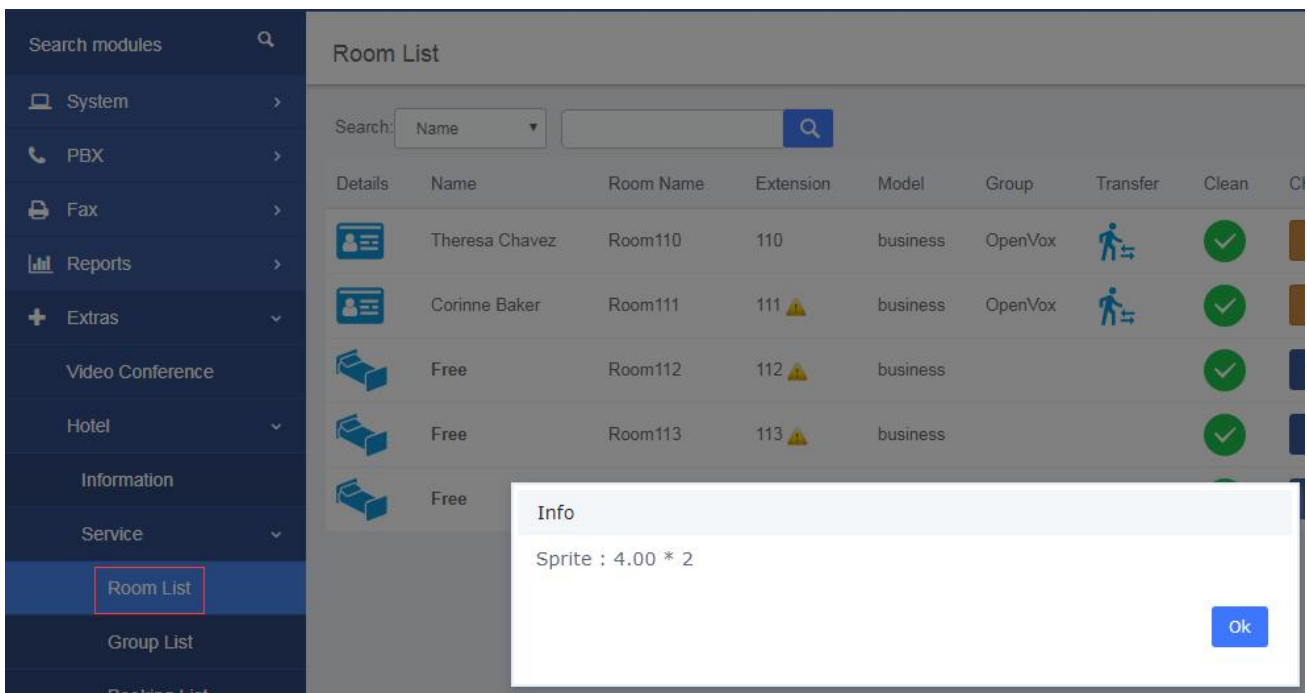 Search modules
System
PBX
Fax
Reports
Extras
Video Conference
Hotel
Information
Service
Room List
Group List
Booking List
Room List
Search: Name
Details Name Room Name Extension Model Group Transfer Clean
Theresa Chavez Room110 110 business OpenVox
Corinne Baker Room111 111 business OpenVox
Free Room112 112 business
Free Room113 113 business
Free
Info
Sprite : 4.00 * 2
Ok